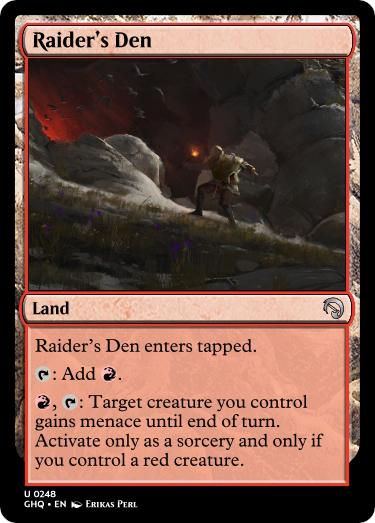 Raider's Den
Land
Raider's Den enters tapped.
: Add .
, : Target creature you control
gains menace until end of turn.
Activate only as a sorcery and only if
you control a red creature.
U 0248
GHQ • EN Erikas Perl